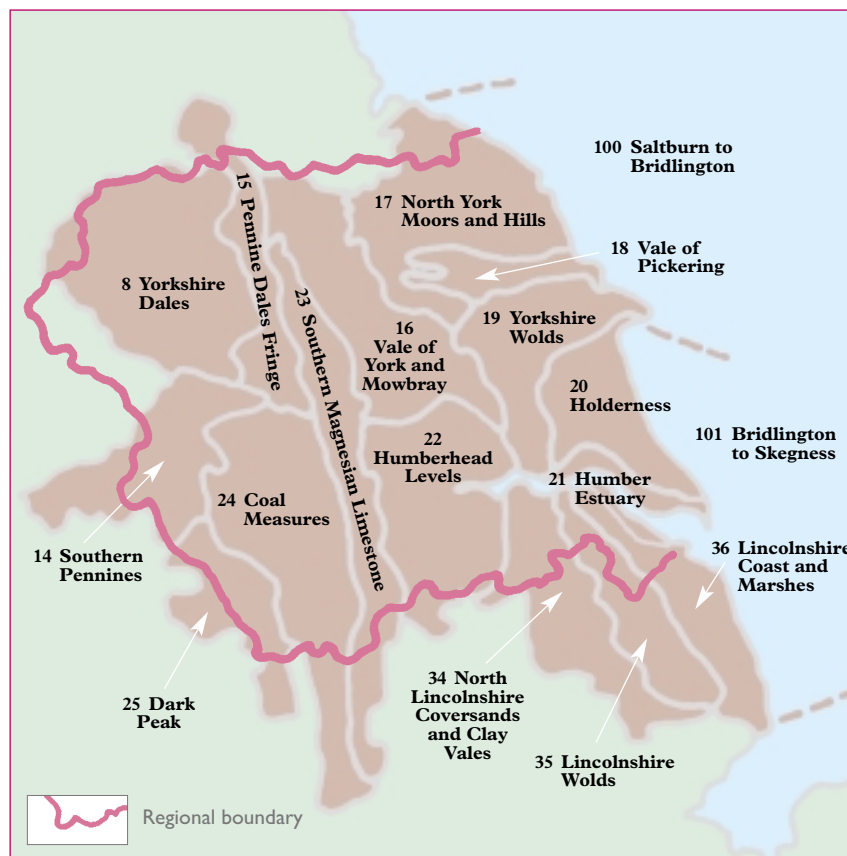 100 Saltburn to
Bridlington
17 North York
Moors and Hills
15 Pennine Dales Fringe
18 Vale of
Pickering
8 Yorkshire
Dales
23 Southern Magnesian Limestone
16
Vale of
York and
Mowbray
19 Yorkshire
Wolds
20
Holderness
22
Humberhead
Levels
101 Bridlington
to Skegness
21 Humber
Estuary
24 Coal
Measures
14 Southern
Pennines
36 Lincolnshire
Coast and
Marshes
25 Dark
Peak
34 North
Lincolnshire
Coversands
and Clay
Vales
35 Lincolnshire
Wolds
Regional boundary